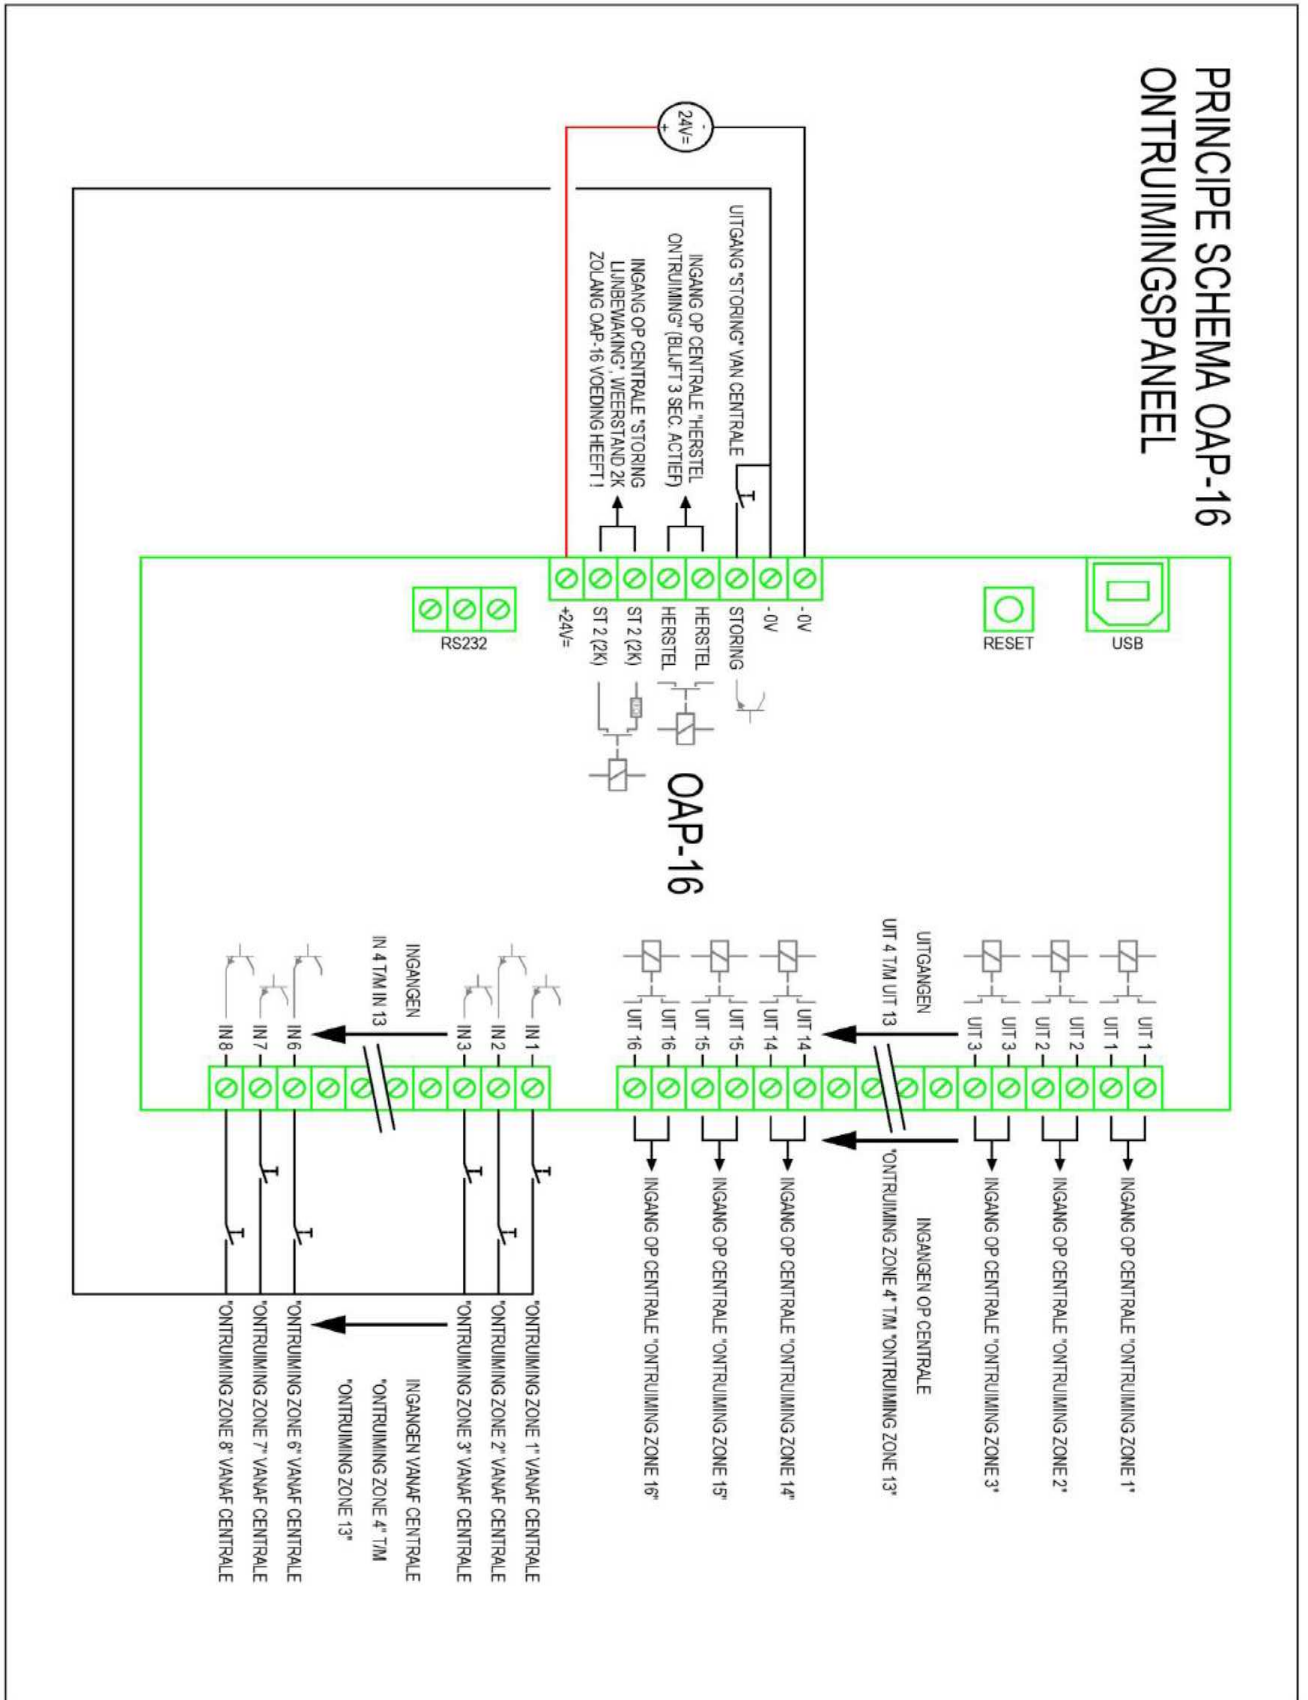 PRINCIPE SCHEMA OAP-16
ONTRUIMINGSPANEEL
24V=
-
+
UITGANG "STORING" VAN CENTRALE
INGANG OP CENTRALE "HERSTEL
ONTRUIMING" (BLIJFT 3 SEC. ACTIEF)
INGANG OP CENTRALE "STORING
LIJNBEWAKING", WEERSTAND 2K
ZOLANG OAP-16 VOEDING HEEFT !
USB
RESET
- 0V
- 0V
STORING
HERSTEL
HERSTEL
ST 2 (2K)
ST 2 (2K)
+24V=
RS232
OAP-16
UIT 1
UIT 1
UIT 2
UIT 2
UIT 3
UIT 3
UITGANGEN
UIT 4 T/M UIT 13
UIT 14
UIT 14
UIT 15
UIT 15
UIT 16
UIT 16
IN 1
IN 2
IN 3
INGANGEN
IN 4 T/M IN 13
IN 6
IN 7
IN 8
INGANG OP CENTRALE "ONTRUIMING ZONE 1"
INGANG OP CENTRALE "ONTRUIMING ZONE 2"
INGANG OP CENTRALE "ONTRUIMING ZONE 3"
INGANGEN OP CENTRALE
"ONTRUIMING ZONE 4" T/M "ONTRUIMING ZONE 13"
INGANG OP CENTRALE "ONTRUIMING ZONE 14"
INGANG OP CENTRALE "ONTRUIMING ZONE 15"
INGANG OP CENTRALE "ONTRUIMING ZONE 16"
"ONTRUIMING ZONE 1" VANAF CENTRALE
"ONTRUIMING ZONE 2" VANAF CENTRALE
"ONTRUIMING ZONE 3" VANAF CENTRALE
INGANGEN VANAF CENTRALE
"ONTRUIMING ZONE 4" T/M
"ONTRUIMING ZONE 13"
"ONTRUIMING ZONE 6" VANAF CENTRALE
"ONTRUIMING ZONE 7" VANAF CENTRALE
"ONTRUIMING ZONE 8" VANAF CENTRALE